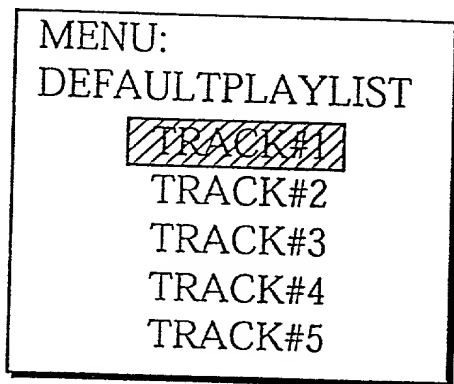 MENU:
DEFAULTPLAYLIST
TRACK#1
TRACK#2
TRACK#3
TRACK#4
TRACK#5